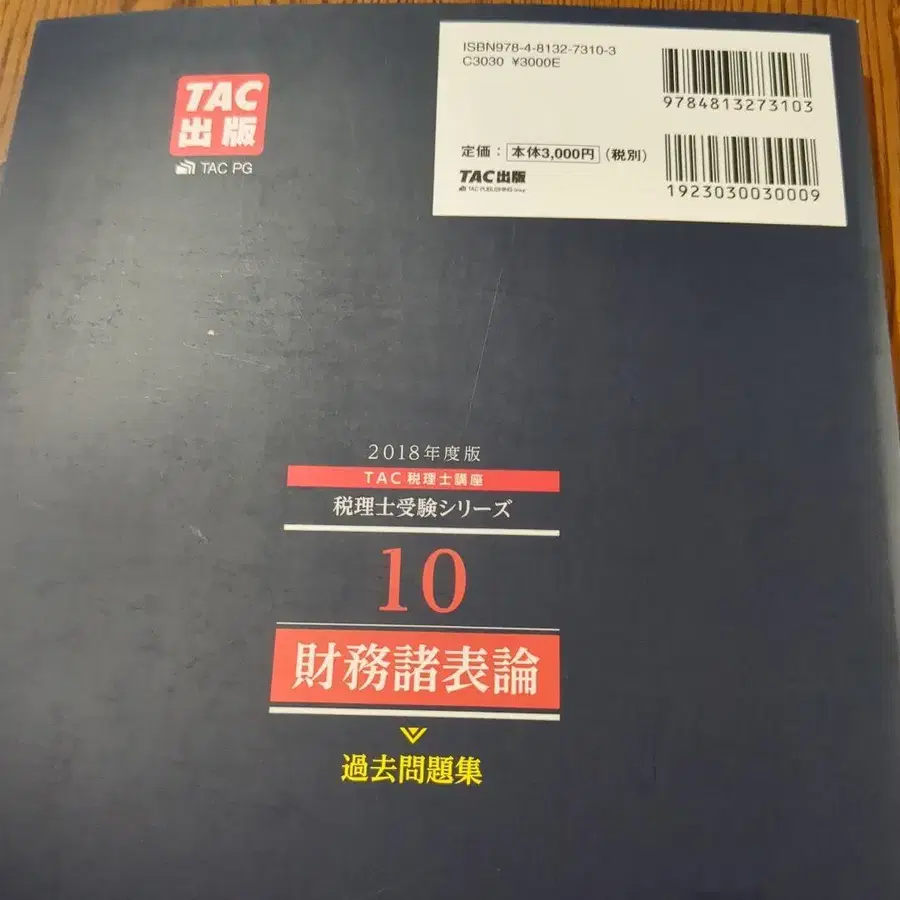 TAC
出版
TAC PG
ISBN978-4-8132-7310-3
C3030 ¥3000E
9784813273103
定価：本体3,000円（税別）
TAC出版
TAC PUBLISHING Group
1923030030009
2018年度版
TAC 税理士講座
税理士受験シリーズ
10
財務諸表論
過去問題集